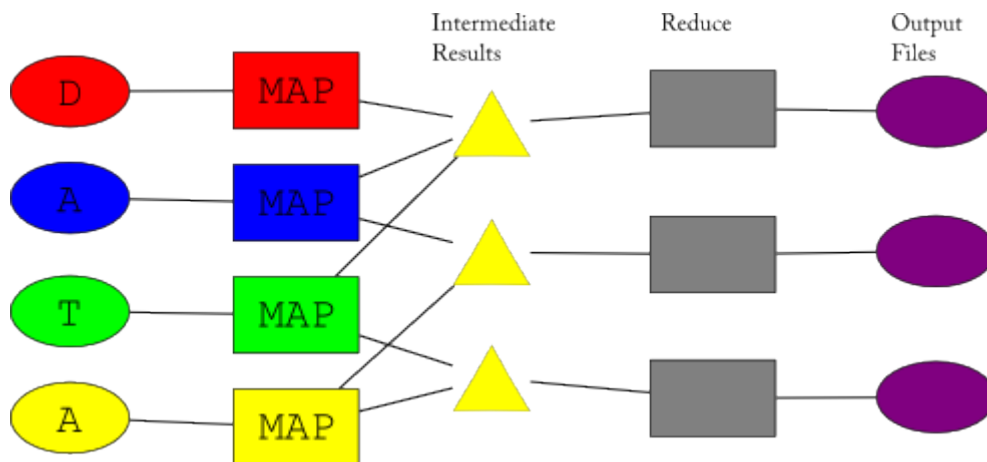 Intermediate
Results
Reduce
Output
Files
D
MAP
A
MAP
T
MAP
A
MAP